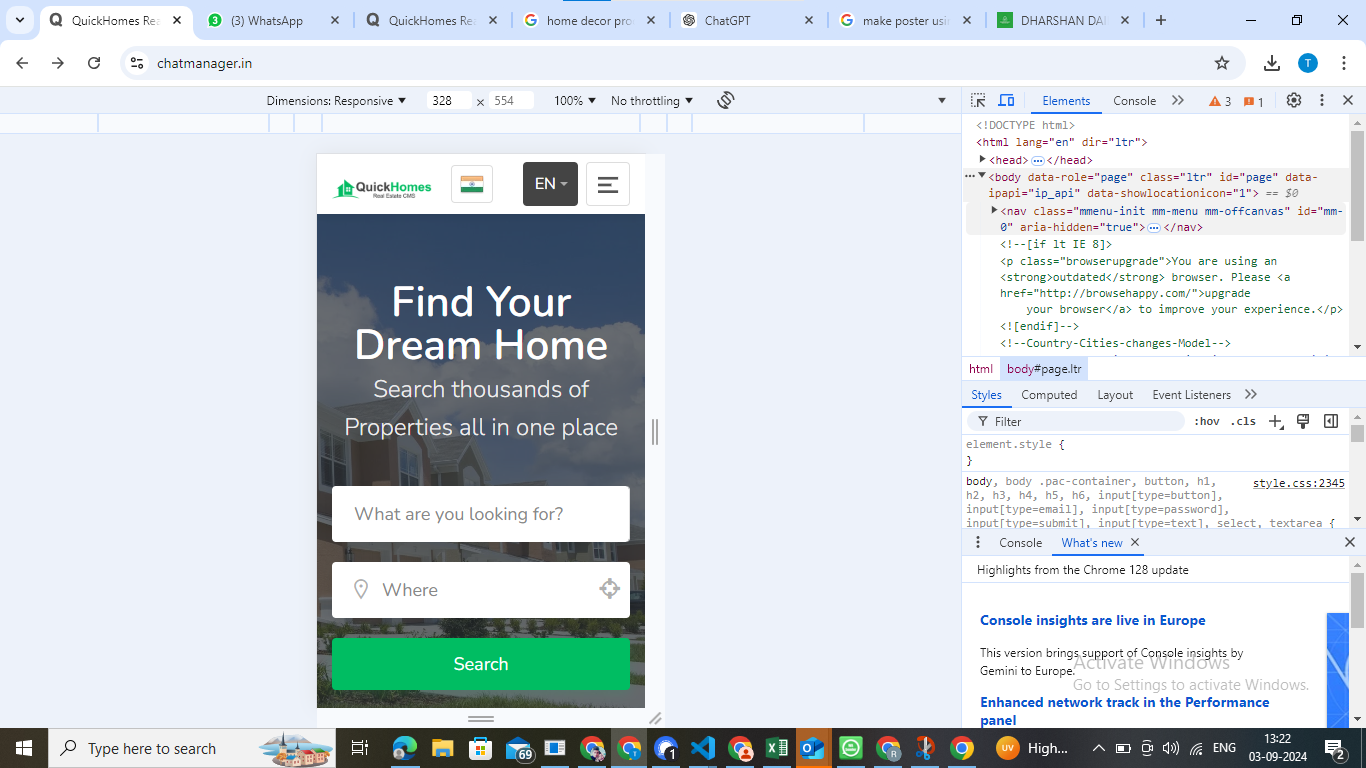 QuickHomes Rea
(3) WhatsApp
QuickHomes Rea
home decor pro
ChatGPT
make poster usi
DHARSHAN DA
chatmanager.in
T
Dimensions: Responsive
328 × 554
100%
No throttling
Elements
Console
3
1
<!DOCTYPE html>
<html lang="en" dir="ltr">
<head> … </head>
<body data-role="page" class="ltr" id="page" data-
ipapi="ip_api" data-showlocationicon="1"> == $0
<nav class="mmenu-init mm-menu mm-offcanvas" id="mm-
0" aria-hidden="true"> … </nav>
<!--[if lt IE 8]>
<p class="browserupgrade">You are using an
<strong>outdated</strong> browser. Please <a
href="http://browsehappy.com/">upgrade
your browser</a> to improve your experience.</p>
<![endif]-->
<!--Country-Cities-changes-Model-->
html
body#page.ltr
Styles
Computed
Layout
Event Listeners
Filter
:hov
.cls
element.style {
}
body, body .pac-container, button, h1,
style.css:2345
h2, h3, h4, h5, h6, input[type=button],
input[type=email], input[type=password],
input[type=submit], input[type=text], select, textarea {
Console
What's new
Highlights from the Chrome 128 update
Console insights are live in Europe
This version brings support of Console insights by
Gemini to Europe.
Enhanced network track in the Performance
panel
Activate Windows
Go to Settings to activate Windows.
QuickHomes
Real Estate CMS
EN
Find Your
Dream Home
Search thousands of
Properties all in one place
What are you looking for?
Where
Search
Type here to search
69
1
R
UV
High...
ENG
13:22
03-09-2024
2